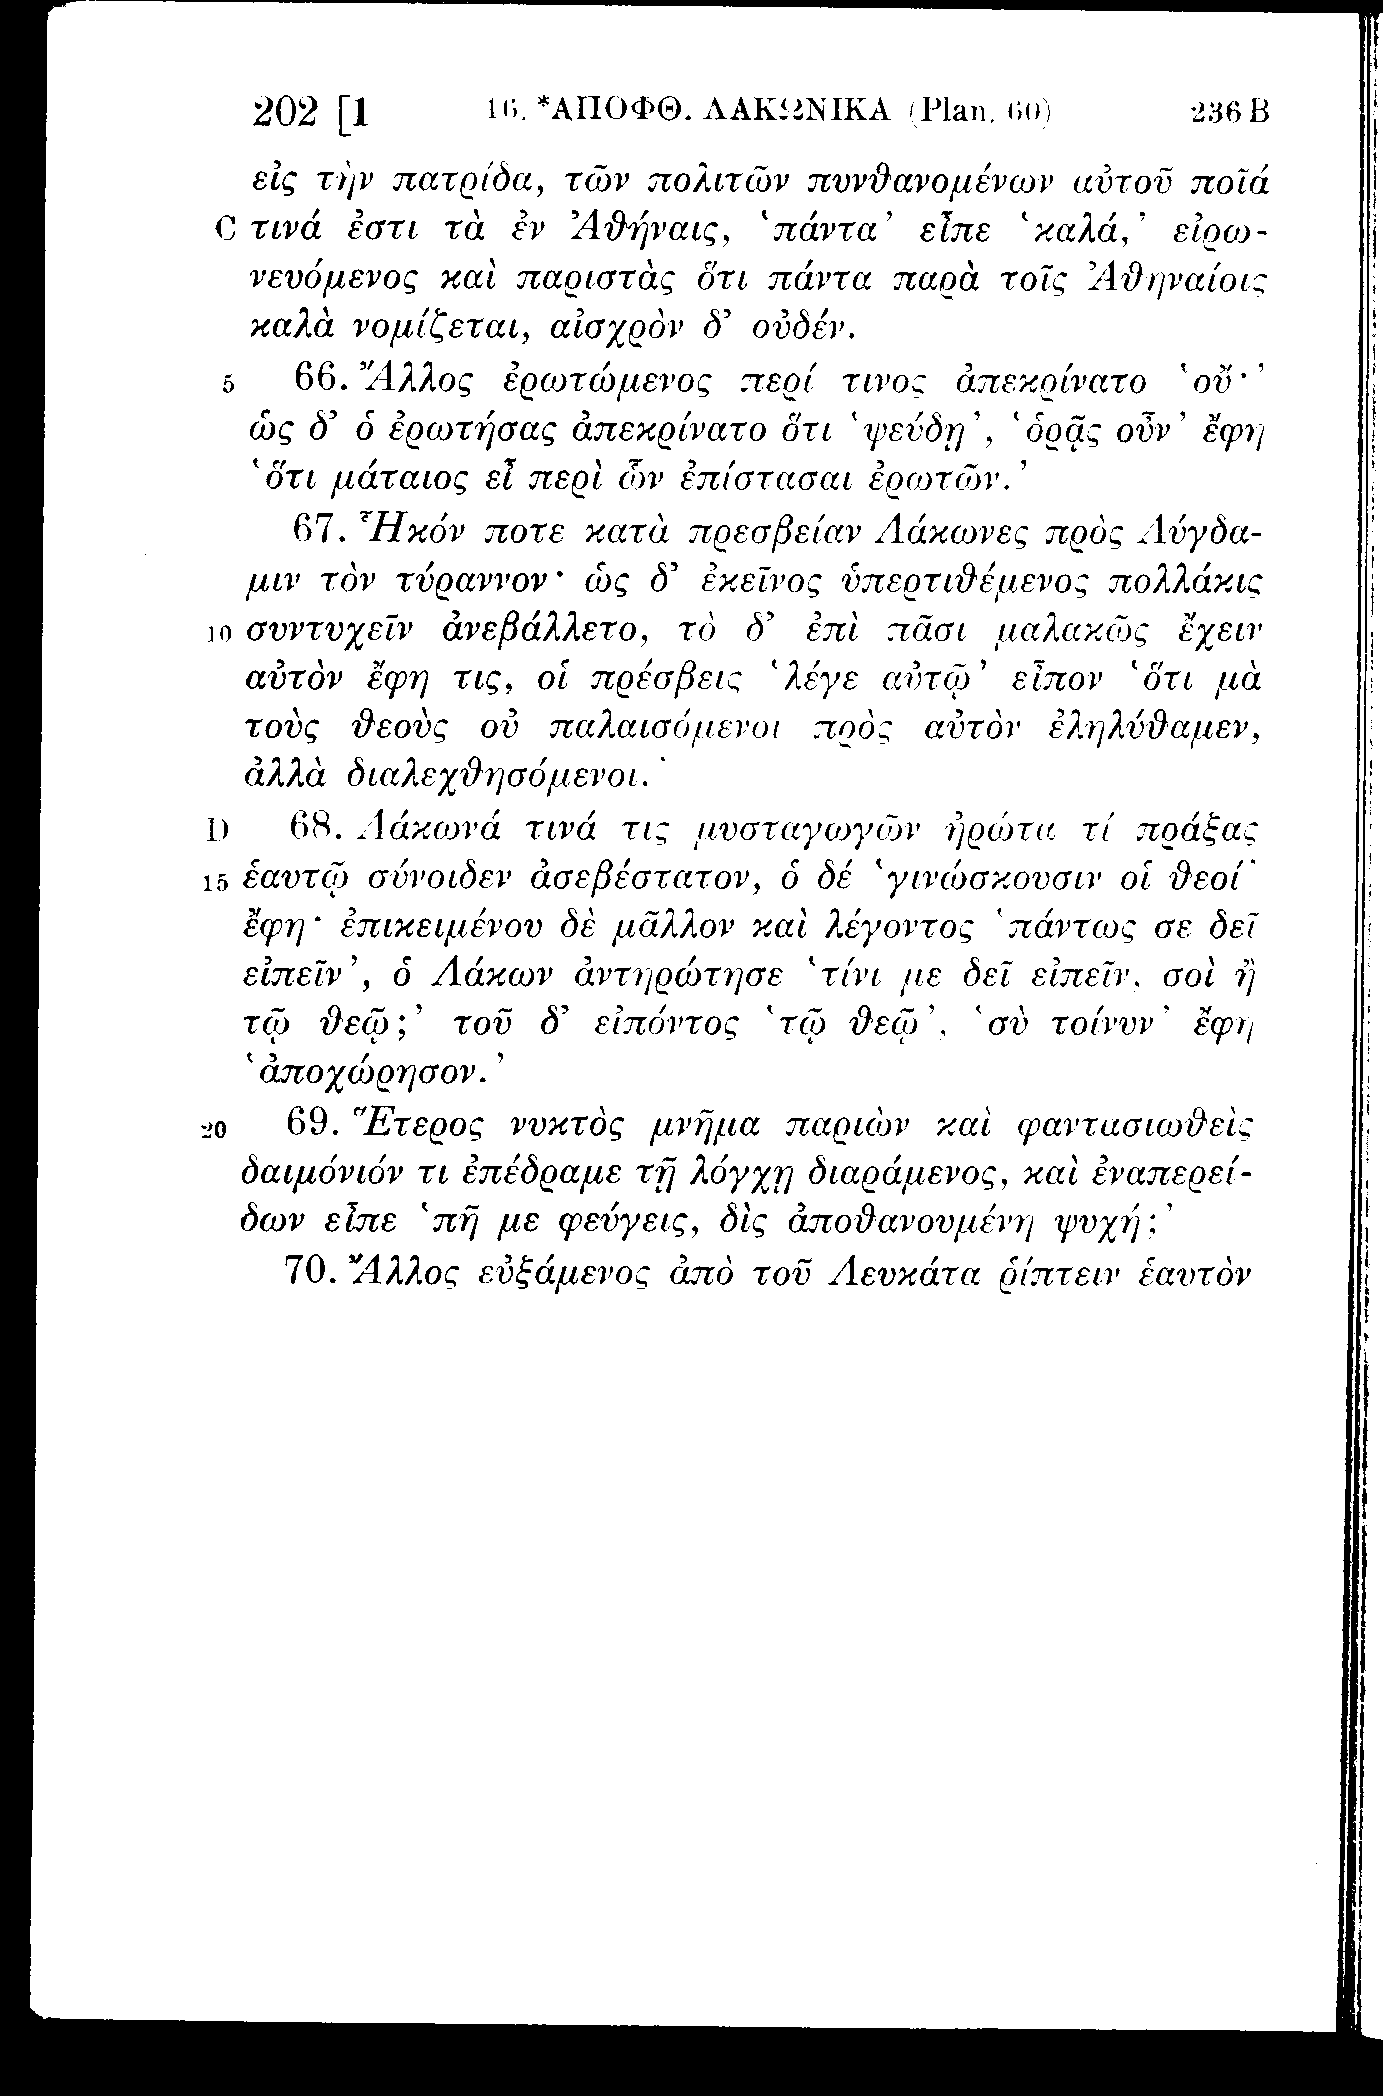 202 [1 16. *ΑΠΟΦΘ. ΛΑΚΩΝΙΚΑ (Plan. 60) 236 B
εἰς τὴν πατρίδα, τῶν πολιτῶν πυνθανομένων αὐτοῦ ποῖά
C τινά ἐστι τὰ ἐν Ἀθήναις, ‘πάντα’ εἶπε ‘καλά,’ εἰρω-
νευόμενος καὶ παριστὰς ὅτι πάντα παρὰ τοῖς Ἀθηναίοις
καλὰ νομίζεται, αἰσχρὸν δ’ οὐδέν.
5 66. Ἄλλος ἐρωτώμενος περί τινος ἀπεκρίνατο ‘οὔ·’
ὡς δ’ ὁ ἐρωτήσας ἀπεκρίνατο ὅτι ‘ψεύδῃ’, ‘ὁρᾷς οὖν’ ἔφη
‘ὅτι μάταιος εἶ περὶ ὧν ἐπίστασαι ἐρωτῶν.’
67. Ἧκόν ποτε κατὰ πρεσβείαν Λάκωνες πρὸς Λύγδα-
μιν τὸν τύραννον· ὡς δ’ ἐκεῖνος ὑπερτιθέμενος πολλάκις
10 συντυχεῖν ἀνεβάλλετο, τὸ δ’ ἐπὶ πᾶσι μαλακῶς ἔχειν
αὐτὸν ἔφη τις, οἱ πρέσβεις ‘λέγε αὐτῷ’ εἶπον ‘ὅτι μὰ
τοὺς θεοὺς οὐ παλαισόμενοι πρὸς αὐτὸν ἐληλύθαμεν,
ἀλλὰ διαλεχθησόμενοι.’
D 68. Λάκωνά τινά τις μυσταγωγῶν ἠρώτα τί πράξας
15 ἑαυτῷ σύνοιδεν ἀσεβέστατον, ὁ δέ ‘γινώσκουσιν οἱ θεοί’
ἔφη· ἐπικειμένου δὲ μᾶλλον καὶ λέγοντος ‘πάντως σε δεῖ
εἰπεῖν’, ὁ Λάκων ἀντηρώτησε ‘τίνι με δεῖ εἰπεῖν, σοὶ ἢ
τῷ θεῷ;’ τοῦ δ’ εἰπόντος ‘τῷ θεῷ’, ‘σὺ τοίνυν’ ἔφη
‘ἀποχώρησον.’
20 69. Ἕτερος νυκτὸς μνῆμα παριὼν καὶ φαντασιωθεὶς
δαιμόνιόν τι ἐπέδραμε τῇ λόγχῃ διαράμενος, καὶ ἐναπερεί-
δων εἶπε ‘πῇ με φεύγεις, δὶς ἀποθανουμένη ψυχή;’
70. Ἄλλος εὐξάμενος ἀπὸ τοῦ Λευκάτα ῥίπτειν ἑαυτὸν